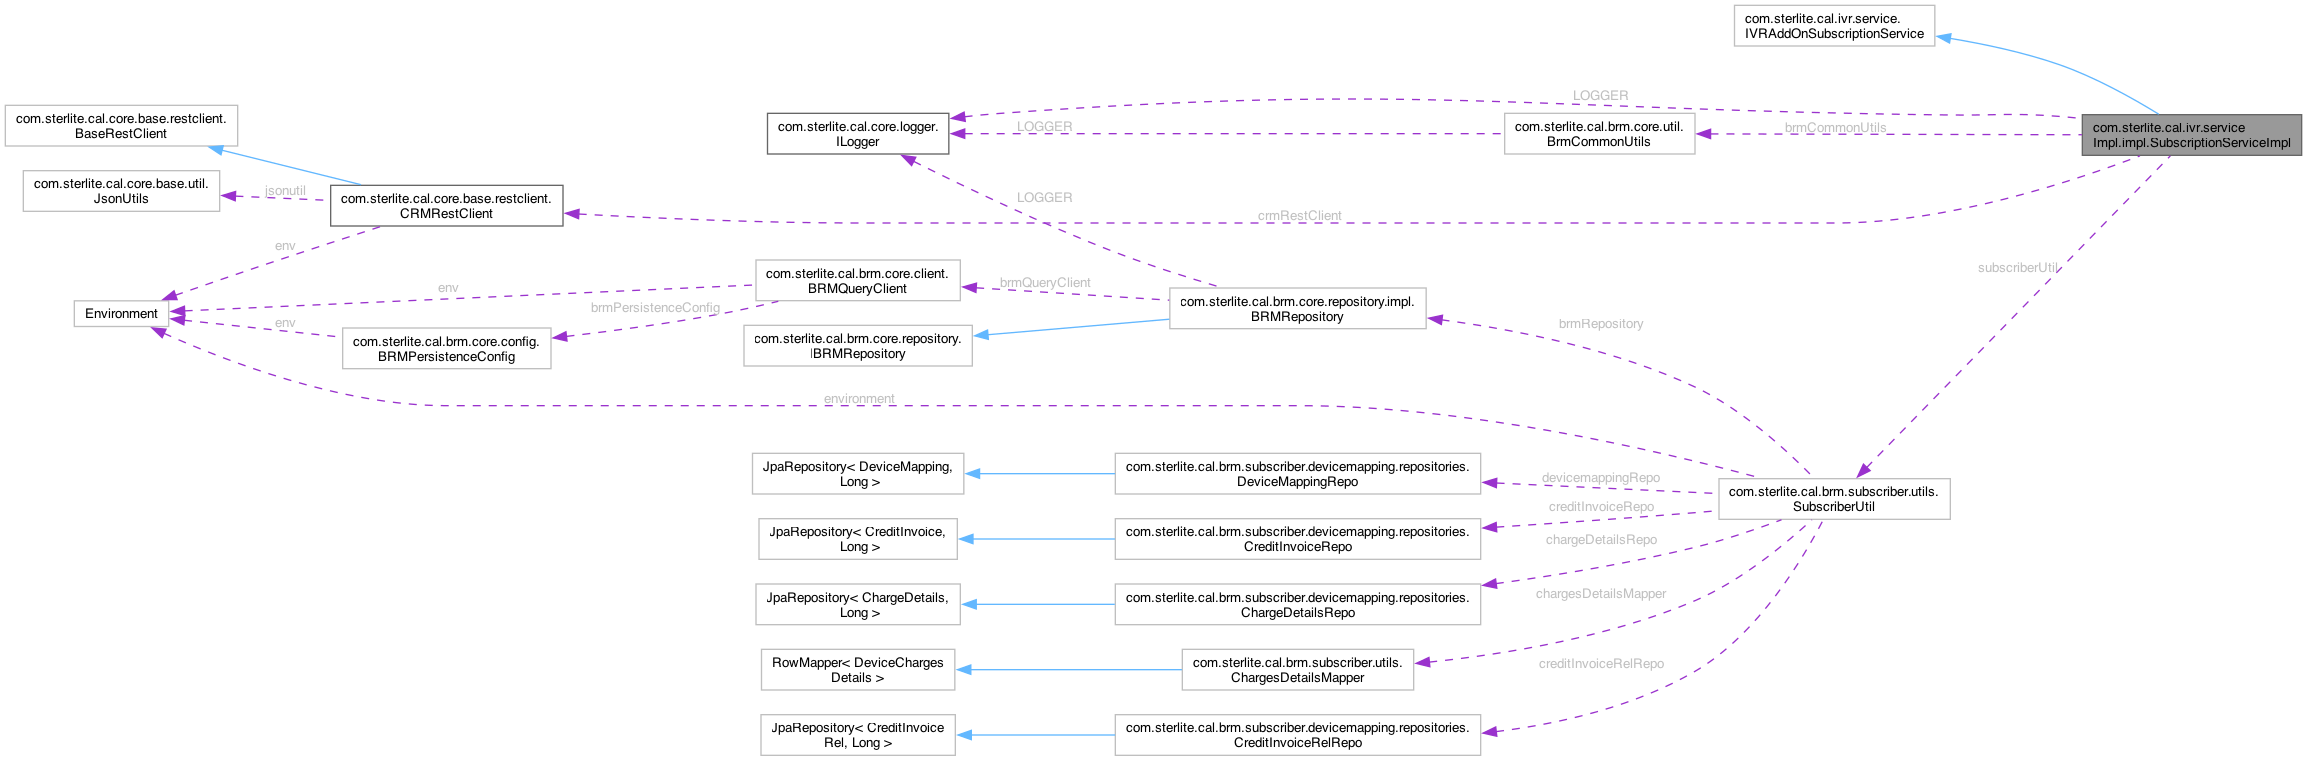 com.sterlite.cal.ivr.service.
IVRAddOnSubscriptionService
com.sterlite.cal.core.base.restclient.
BaseRestClient
com.sterlite.cal.core.logger.
ILogger
LOGGER
LOGGER
com.sterlite.cal.brm.core.util.
BrmCommonUtils
brmCommonUtils
com.sterlite.cal.ivr.service
Impl.impl.SubscriptionServiceImpl
com.sterlite.cal.core.base.util.
JsonUtils
jsonutil
com.sterlite.cal.core.base.restclient.
CRMRestClient
LOGGER
crmRestClient
env
com.sterlite.cal.brm.core.client.
BRMQueryClient
brmQueryClient
subscriberUtil
env
brmPersistenceConfig
com.sterlite.cal.brm.core.repository.impl.
BRMRepository
Environment
env
com.sterlite.cal.brm.core.config.
BRMPersistenceConfig
com.sterlite.cal.brm.core.repository.
IBRMRepository
brmRepository
environment
JpaRepository< DeviceMapping,
Long >
com.sterlite.cal.brm.subscriber.devicemapping.repositories.
DeviceMappingRepo
devicemappingRepo
com.sterlite.cal.brm.subscriber.utils.
SubscriberUtil
creditInvoiceRepo
JpaRepository< CreditInvoice,
Long >
com.sterlite.cal.brm.subscriber.devicemapping.repositories.
CreditInvoiceRepo
chargeDetailsRepo
JpaRepository< ChargeDetails,
Long >
com.sterlite.cal.brm.subscriber.devicemapping.repositories.
ChargeDetailsRepo
chargesDetailsMapper
RowMapper< DeviceCharges
Details >
com.sterlite.cal.brm.subscriber.utils.
ChargesDetailsMapper
creditInvoiceRelRepo
JpaRepository< CreditInvoice
Rel, Long >
com.sterlite.cal.brm.subscriber.devicemapping.repositories.
CreditInvoiceRelRepo